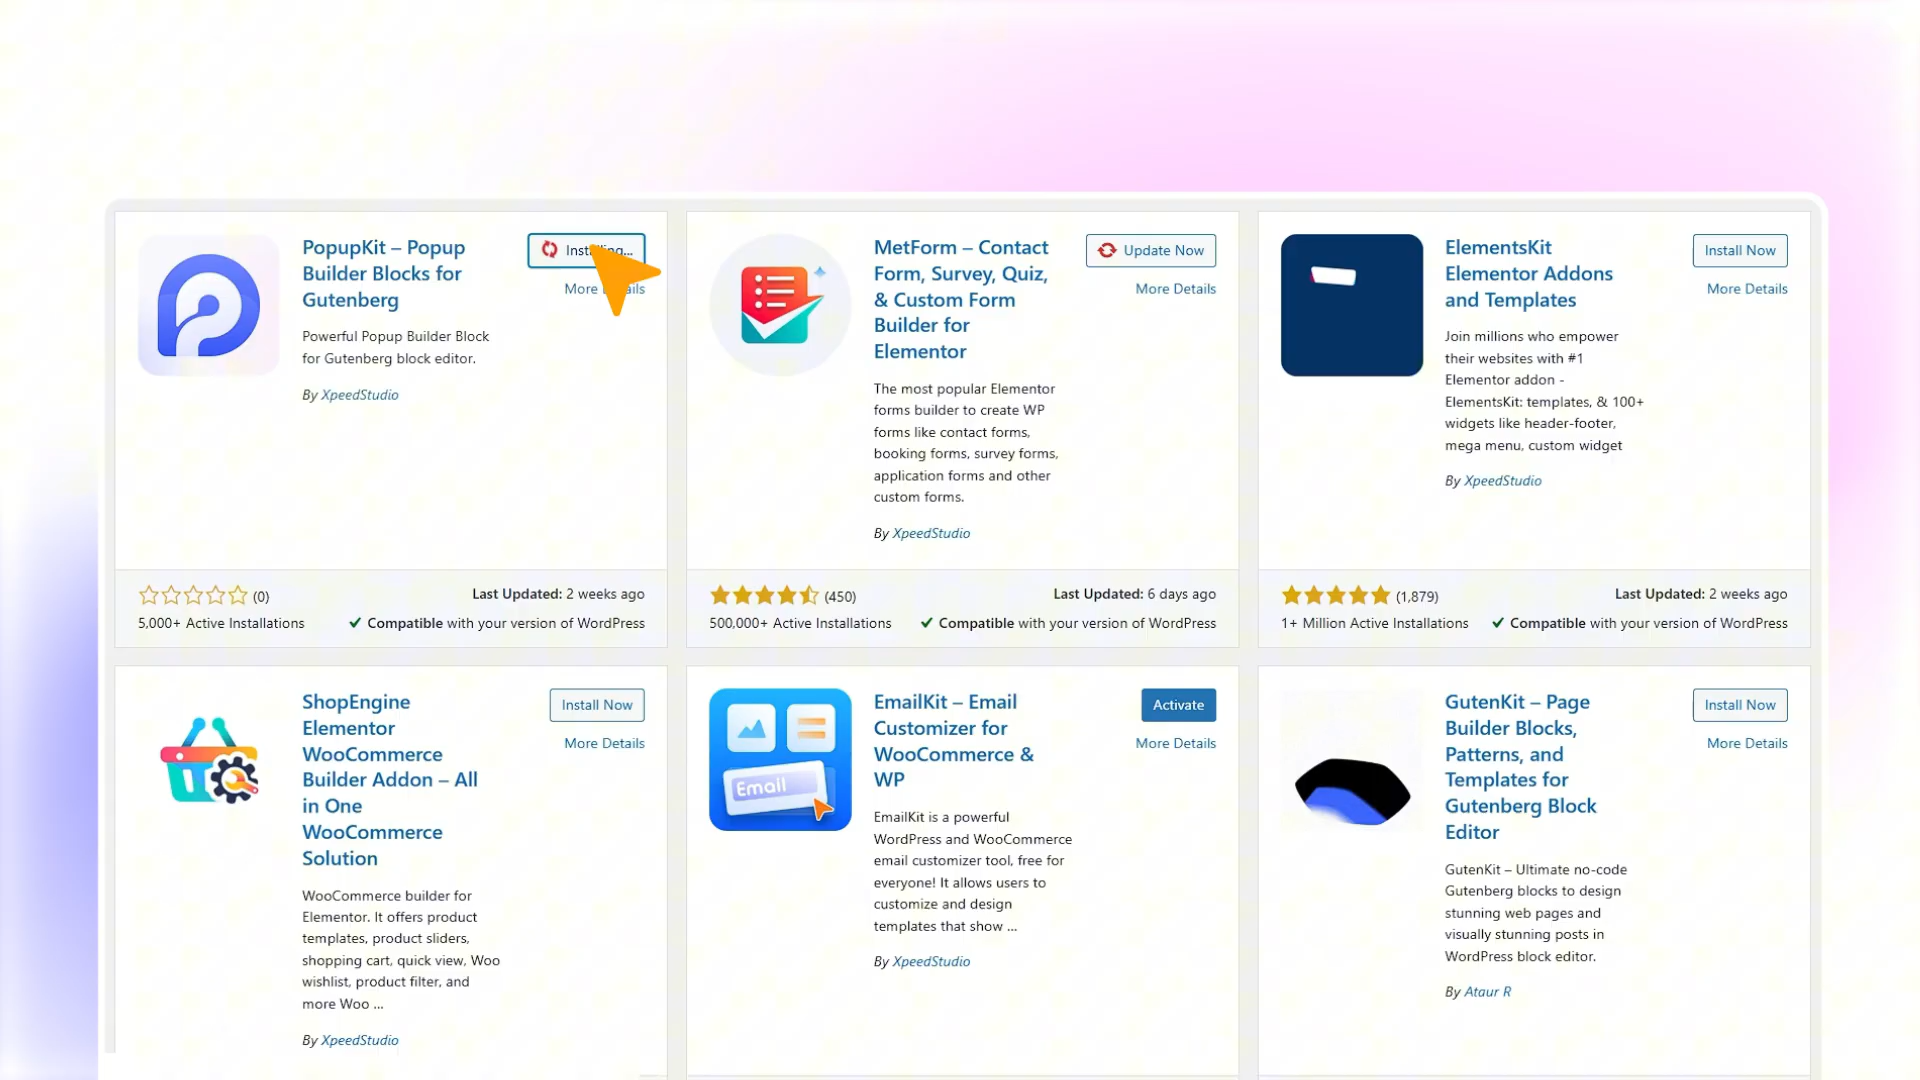 PopupKit – Popup
Builder Blocks for
Gutenberg
Installing...
More Details
Powerful Popup Builder Block
for Gutenberg block editor.
By XpeedStudio
(0)
Last Updated: 2 weeks ago
5,000+ Active Installations
Compatible with your version of WordPress
MetForm – Contact
Form, Survey, Quiz,
& Custom Form
Builder for
Elementor
Update Now
More Details
The most popular Elementor
forms builder to create WP
forms like contact forms,
booking forms, survey forms,
application forms and other
custom forms.
By XpeedStudio
(450)
Last Updated: 6 days ago
500,000+ Active Installations
Compatible with your version of WordPress
ElementsKit
Elementor Addons
and Templates
Install Now
More Details
Join millions who empower
their websites with #1
Elementor addon -
ElementsKit: templates, & 100+
widgets like header-footer,
mega menu, custom widget
By XpeedStudio
(1,879)
Last Updated: 2 weeks ago
1+ Million Active Installations
Compatible with your version of WordPress
ShopEngine
Elementor
WooCommerce
Builder Addon – All
in One
WooCommerce
Solution
Install Now
More Details
WooCommerce builder for
Elementor. It offers product
templates, product sliders,
shopping cart, quick view, Woo
wishlist, product filter, and
more Woo ...
By XpeedStudio
Email
EmailKit – Email
Customizer for
WooCommerce &
WP
Activate
More Details
EmailKit is a powerful
WordPress and WooCommerce
email customizer tool, free for
everyone! It allows users to
customize and design
templates that show ...
By XpeedStudio
GutenKit – Page
Builder Blocks,
Patterns, and
Templates for
Gutenberg Block
Editor
Install Now
More Details
GutenKit – Ultimate no-code
Gutenberg blocks to design
stunning web pages and
visually stunning posts in
WordPress block editor.
By Ataur R